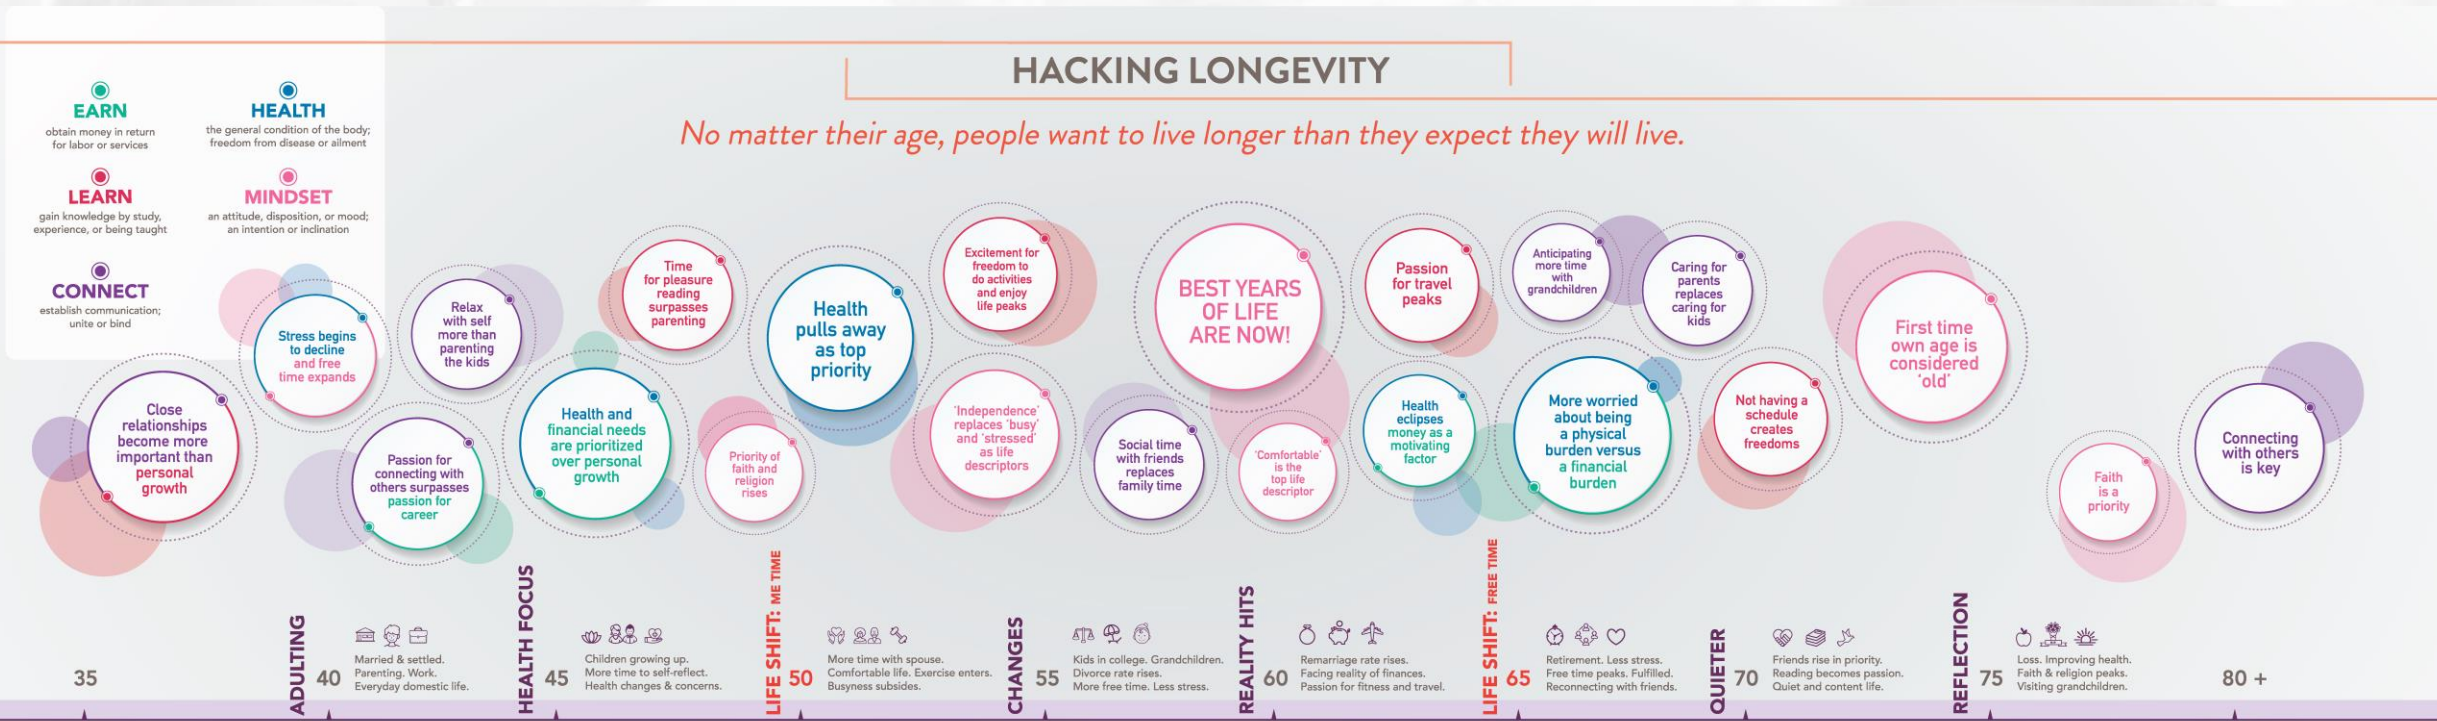 HACKING LONGEVITY
No matter their age, people want to live longer than they expect they will live.
EARN
obtain money in return
for labor or services
HEALTH
the general condition of the body;
freedom from disease or ailment
LEARN
gain knowledge by study,
experience, or being taught
MINDSET
an attitude, disposition, or mood;
an intention or inclination
CONNECT
establish communication;
unite or bind
Close
relationships
become more
important than
personal
growth
Stress begins
to decline
and free
time expands
Relax
with self
more than
parenting
the kids
Passion for
connecting with
others surpasses
passion for
career
Health and
financial needs
are prioritized
over personal
growth
Time
for pleasure
reading
surpasses
parenting
Priority of
faith and
religion
rises
Health
pulls away
as top
priority
Excitement for
freedom to
do activities
and enjoy
life peaks
'Independence'
replaces 'busy'
and 'stressed'
as life
descriptors
Social time
with friends
replaces
family time
BEST YEARS
OF LIFE
ARE NOW!
'Comfortable'
is the
top life
descriptor
Passion
for travel
peaks
Health
eclipses
money as a
motivating
factor
Anticipating
more time
with
grandchildren
More worried
about being
a physical
burden versus
a financial
burden
Caring for
parents
replaces
caring for
kids
Not having a
schedule
creates
freedoms
First time
own age is
considered
'old'
Faith
is a
priority
Connecting
with others
is key
35
ADULTING
40
Married & settled.
Parenting. Work.
Everyday domestic life.
HEALTH FOCUS
45
Children growing up.
More time to self-reflect.
Health changes & concerns.
LIFE SHIFT: ME TIME
50
More time with spouse.
Comfortable life. Exercise enters.
Busyness subsides.
CHANGES
55
Kids in college. Grandchildren.
Divorce rate rises.
More free time. Less stress.
REALITY HITS
60
Remarriage rate rises.
Facing reality of finances.
Passion for fitness and travel.
LIFE SHIFT: FREE TIME
65
Retirement. Less stress.
Free time peaks. Fulfilled.
Reconnecting with friends.
QUIETER
70
Friends rise in priority.
Reading becomes passion.
Quiet and content life.
REFLECTION
75
Loss. Improving health.
Faith & religion peaks.
Visiting grandchildren.
80 +